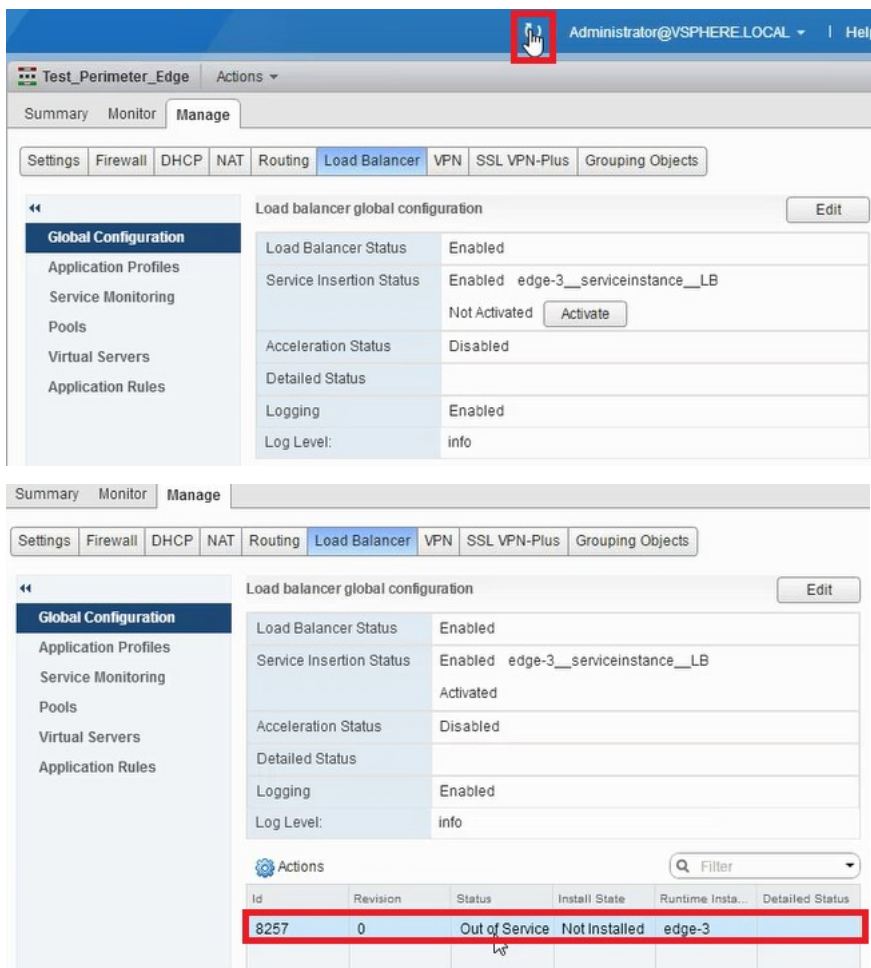 Administrator@VSPHERE.LOCAL | Hel
Test_Perimeter_Edge Actions
Summary Monitor Manage
Settings Firewall DHCP NAT Routing Load Balancer VPN SSL VPN-Plus Grouping Objects
Load balancer global configuration Edit
Global Configuration
Application Profiles
Service Monitoring
Pools
Virtual Servers
Application Rules
Load Balancer Status Enabled
Service Insertion Status Enabled edge-3__serviceinstance__LB
Not Activated Activate
Acceleration Status Disabled
Detailed Status
Logging Enabled
Log Level: info
Summary Monitor Manage
Settings Firewall DHCP NAT Routing Load Balancer VPN SSL VPN-Plus Grouping Objects
Load balancer global configuration Edit
Global Configuration
Application Profiles
Service Monitoring
Pools
Virtual Servers
Application Rules
Load Balancer Status Enabled
Service Insertion Status Enabled edge-3__serviceinstance__LB
Activated
Acceleration Status Disabled
Detailed Status
Logging Enabled
Log Level: info
Actions Filter
Id Revision Status Install State Runtime Insta... Detailed Status
8257 0 Out of Service Not Installed edge-3